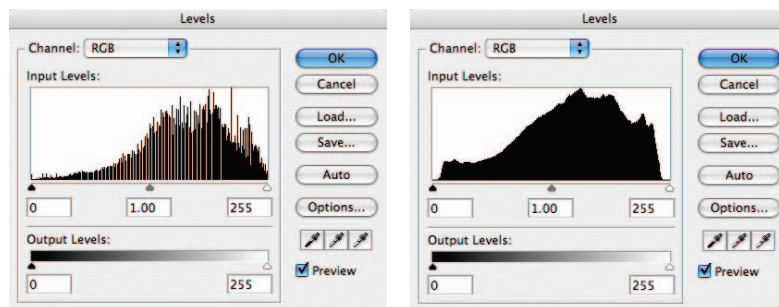 Levels
Channel: RGB
OK
Input Levels:
Cancel
Load...
Save...
Auto
0 1.00 255
Options...
Output Levels:
Preview
0 255
Levels
Channel: RGB
OK
Input Levels:
Cancel
Load...
Save...
Auto
0 1.00 255
Options...
Output Levels:
Preview
0 255